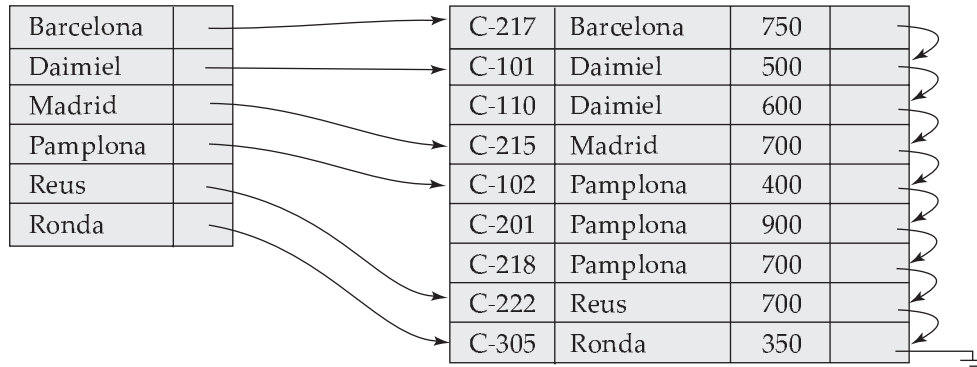 Barcelona
Daimiel
Madrid
Pamplona
Reus
Ronda
C-217 Barcelona 750
C-101 Daimiel 500
C-110 Daimiel 600
C-215 Madrid 700
C-102 Pamplona 400
C-201 Pamplona 900
C-218 Pamplona 700
C-222 Reus 700
C-305 Ronda 350